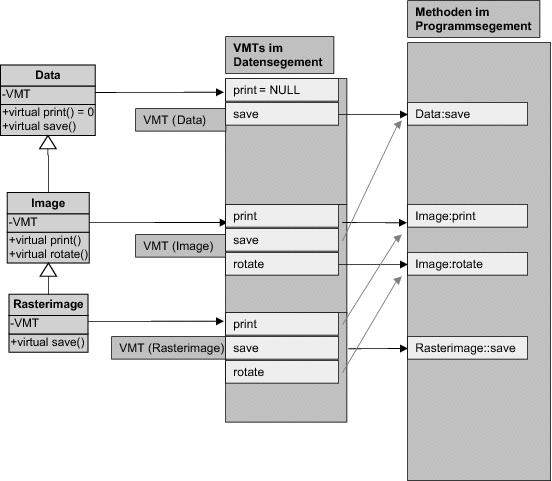 Methoden im
Programmsegement
VMTs im
Datensegement
Data
-VMT
+virtual print() = 0
+virtual save()
print = NULL
save
VMT (Data)
Data:save
Image
-VMT
+virtual print()
+virtual rotate()
print
save
rotate
VMT (Image)
Image:print
Image:rotate
Rasterimage
-VMT
+virtual save()
print
save
rotate
VMT (Rasterimage)
Rasterimage::save